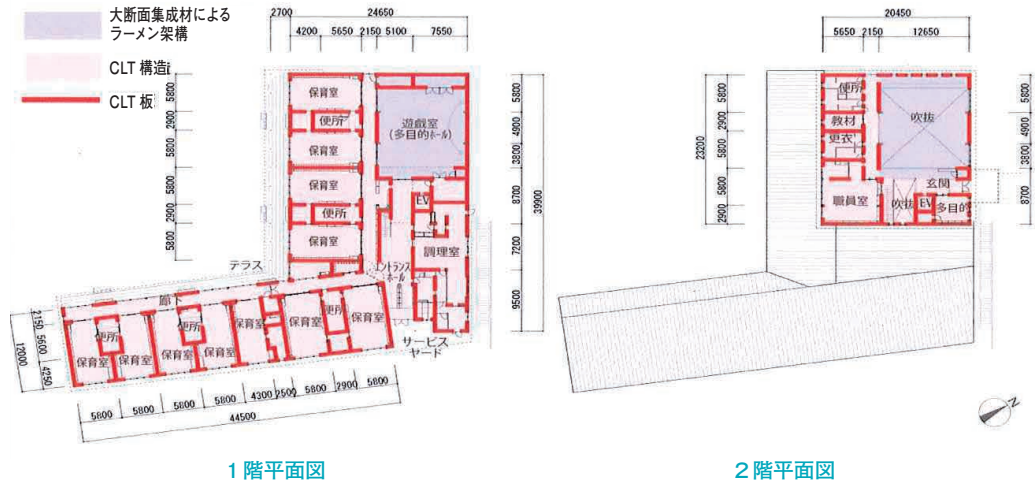 大断面集成材による
ラーメン架構
CLT 構造
CLT 板
2700
24650
4200
5650
2150
5100
7550
5800
2900
5800
5800
2900
5800
保育室
便所
保育室
保育室
便所
保育室
遊戯室
(多目的ホール)
EV
調理室
エントランス
ホール
5800
4900
3800
8700
7200
9500
39900
テラス
廊下
保育室
便所
保育室
保育室
便所
保育室
保育室
保育室
便所
保育室
サービス
ヤード
2150
5600
4250
12000
5800
5800
5800
5800
4300
2500
5800
2900
5800
44500
1階平面図
20450
5650
2150
12650
5800
2900
5800
5800
2900
23200
便所
教材
更衣
職員室
吹抜
吹抜
玄関
EV
多目的
5800
4900
3800
8700
N
2階平面図